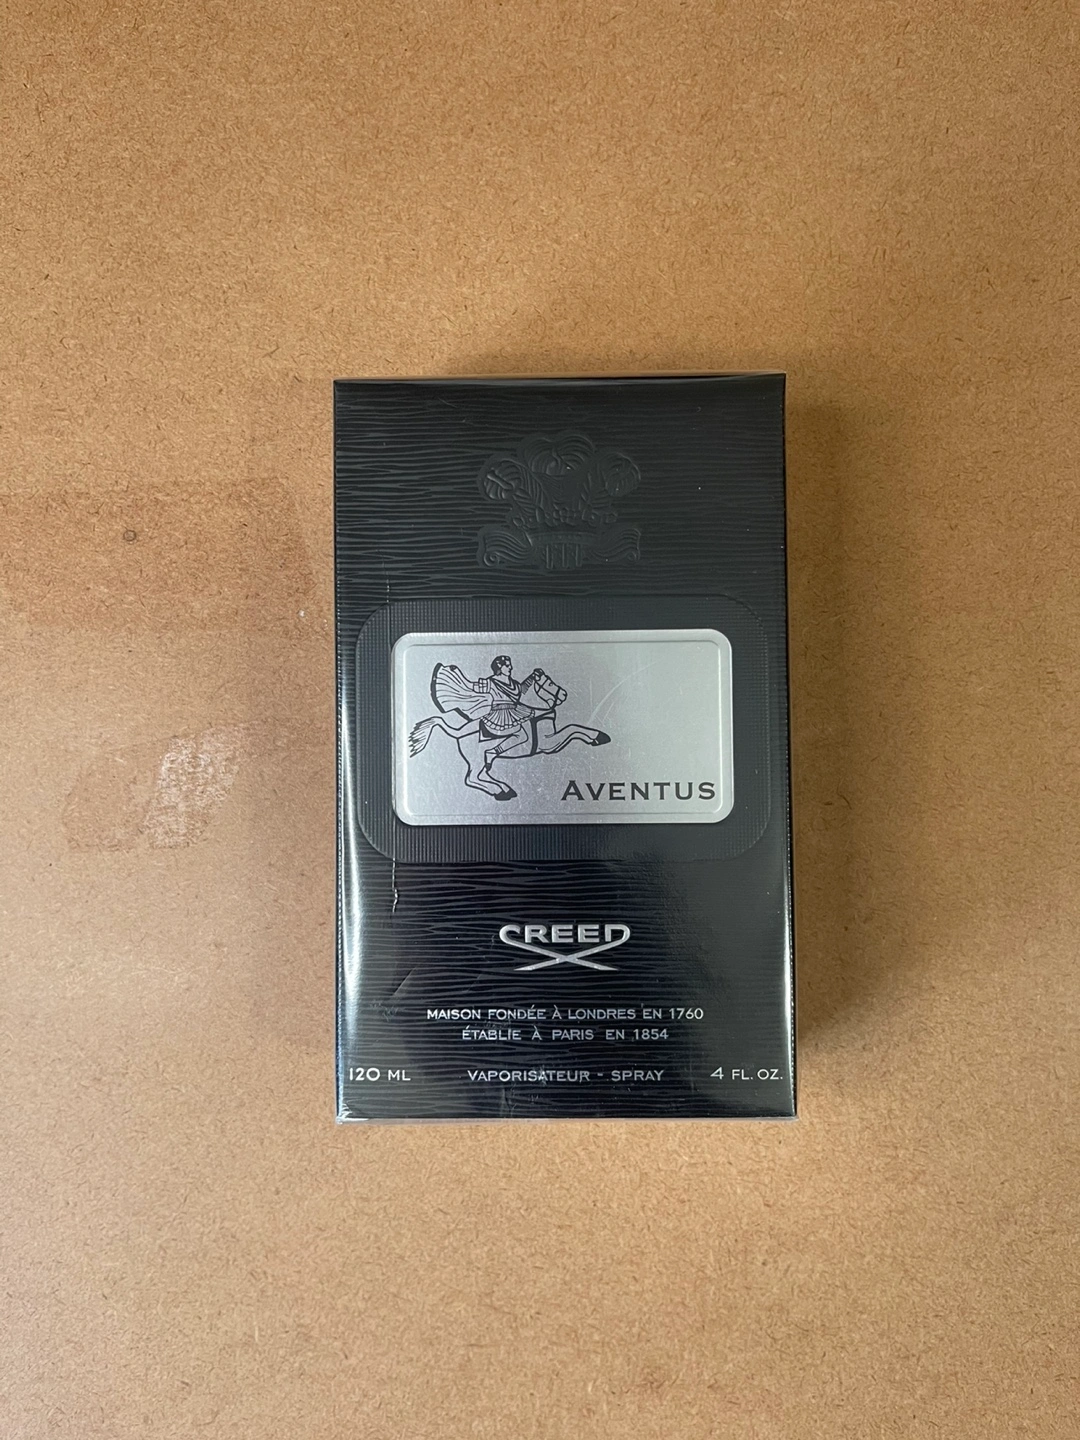 AVENTUS
CREED
MAISON FONDÉE À LONDRES EN 1760
ÉTABLIE À PARIS EN 1854
120 ML VAPORISATEUR - SPRAY 4 FL. OZ.